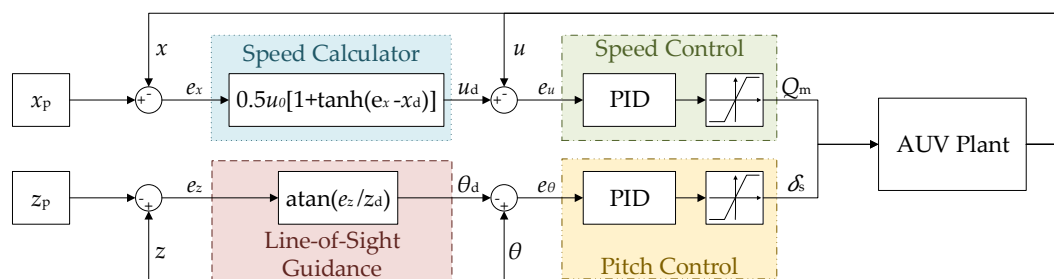 Speed Calculator
Speed Control
x
u
xp
+
-
ex
0.5u0[1+tanh(ex -xd)]
ud
+
-
eu
PID
Qm
AUV Plant
zp
-
+
ez
atan(ez/zd)
θd
-
+
eθ
PID
δs
z
Line-of-Sight
Guidance
θ
Pitch Control